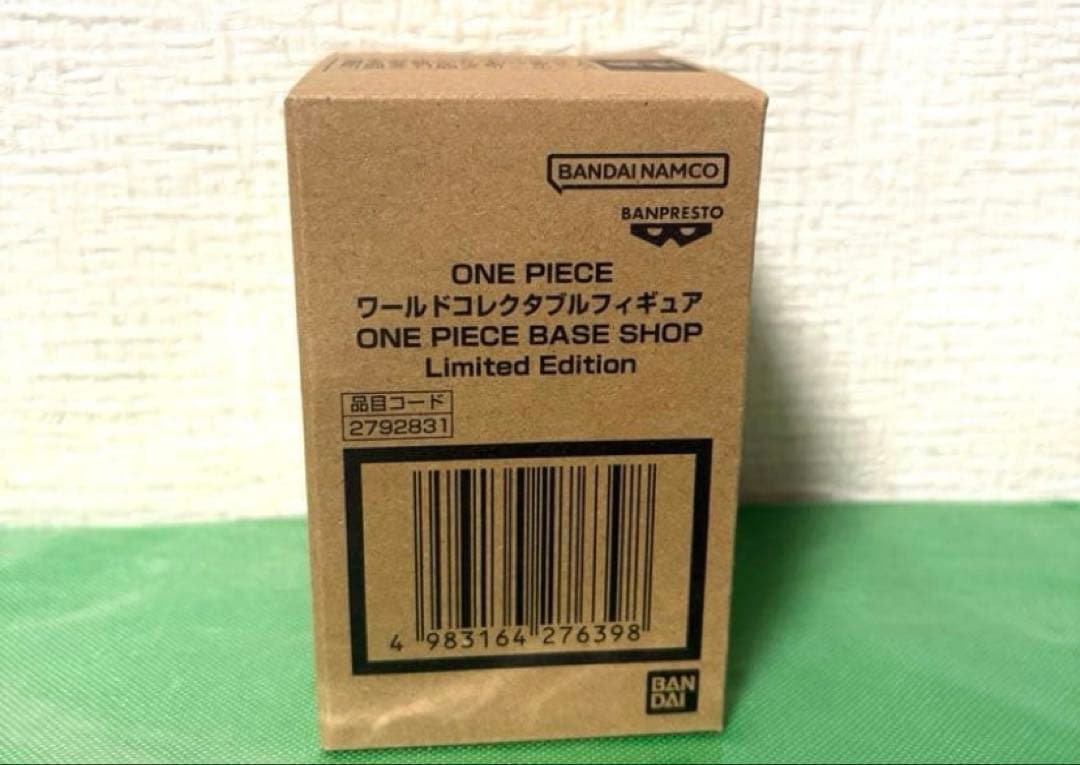 BANDAI NAMCO
BANPRESTO
ONE PIECE
ワールドコレクタブルフィギュア
ONE PIECE BASE SHOP
Limited Edition
品目コード
2792831
4 983164 276398
BAN
DAI